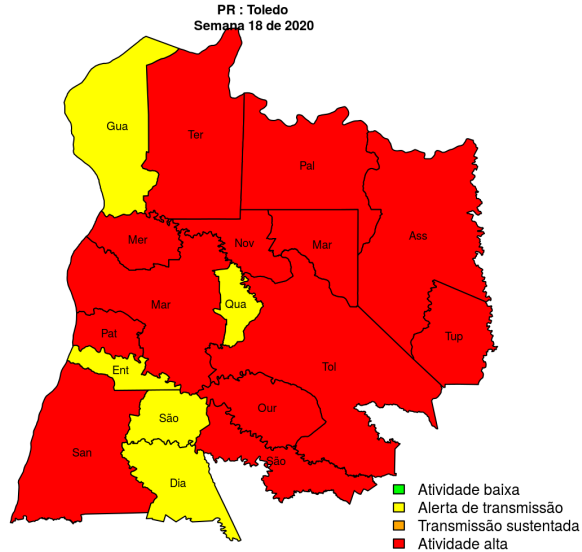 PR : Toledo
Semana 18 de 2020
Gua
Ter
Pal
Mer
Nov
Mar
Ass
Mar
Qua
Pat
Tup
Ent
Tol
São
Our
San
São
Dia
Atividade baixa
Alerta de transmissão
Transmissão sustentada
Atividade alta